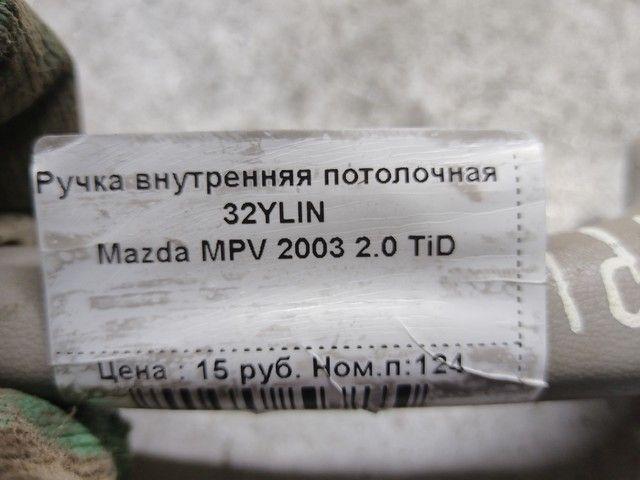 Ручка внутренняя потолочная
32YLIN
Mazda MPV 2003 2.0 TiD
Цена : 15 руб. Ном.п:124